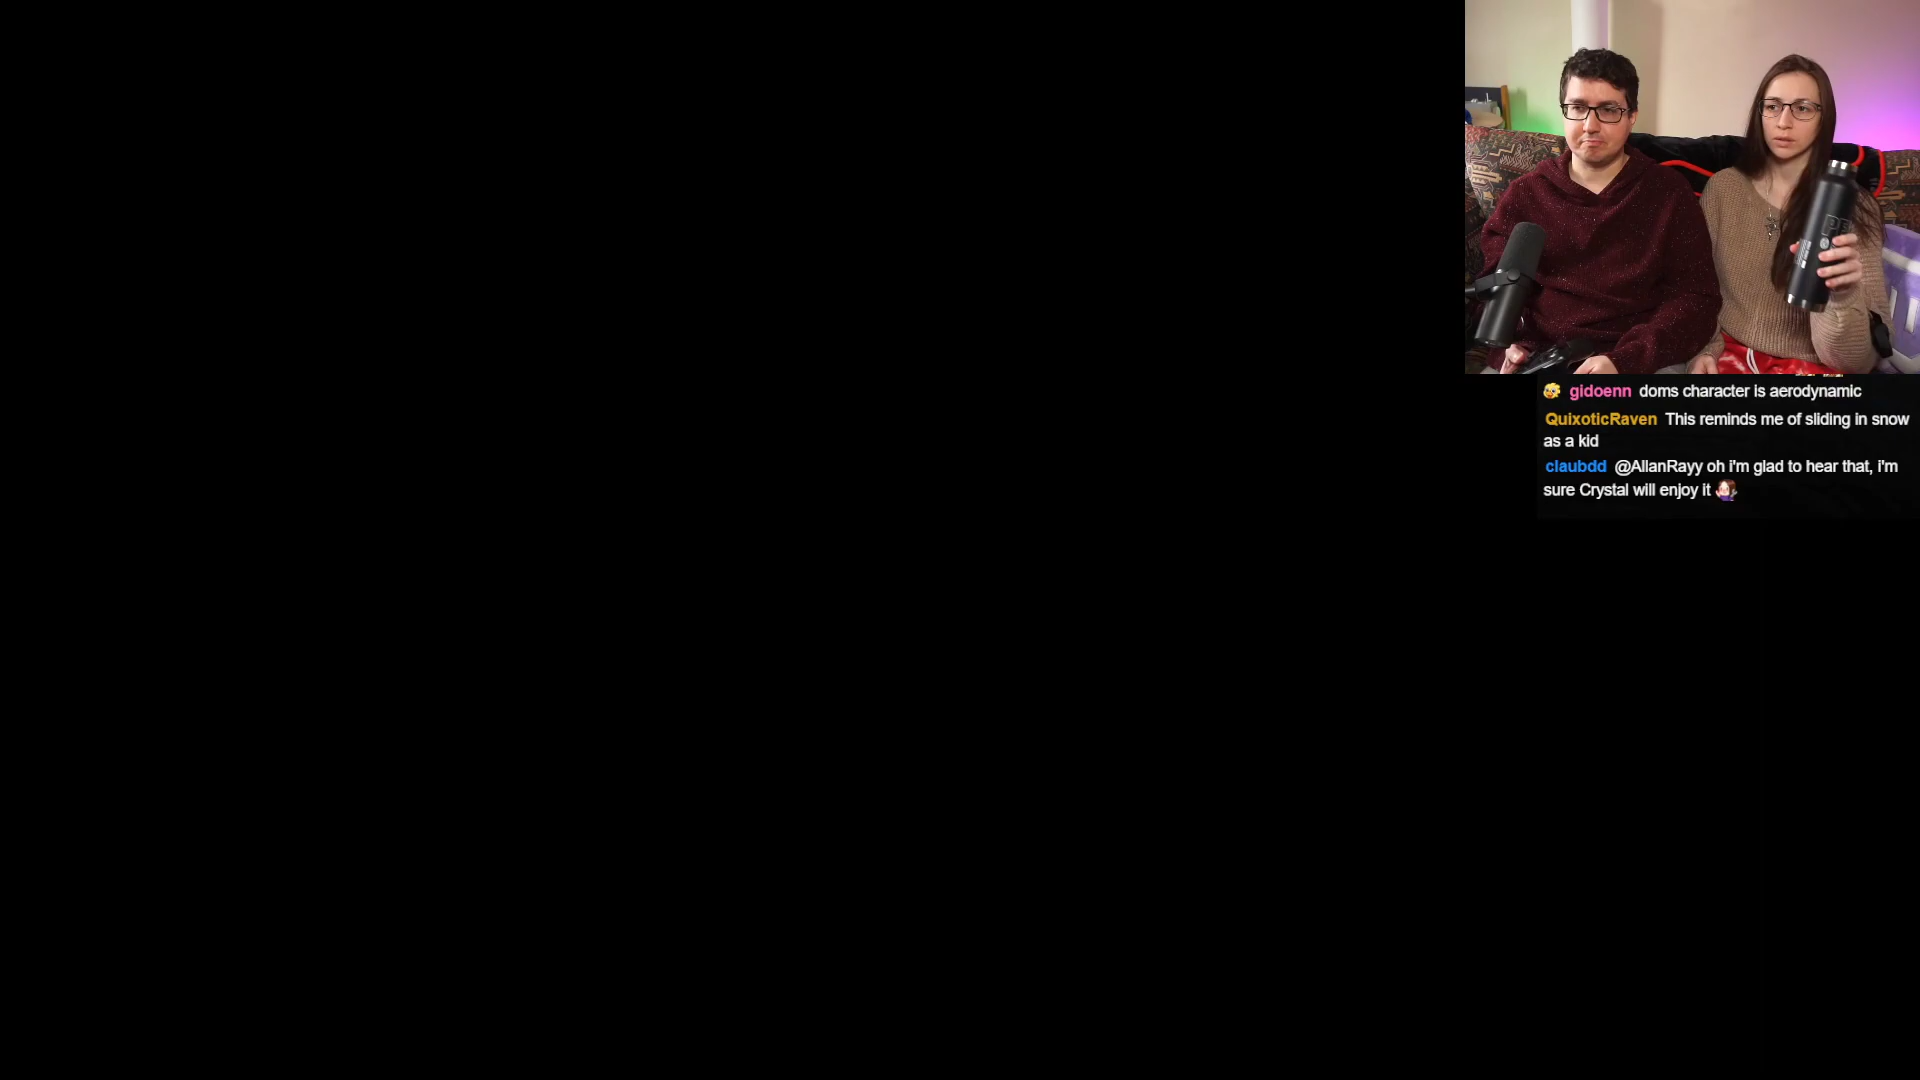 gidoenn doms character is aerodynamic
QuixoticRaven This reminds me of sliding in snow
as a kid
claubdd @AllanRayy oh i'm glad to hear that, i'm
sure Crystal will enjoy it